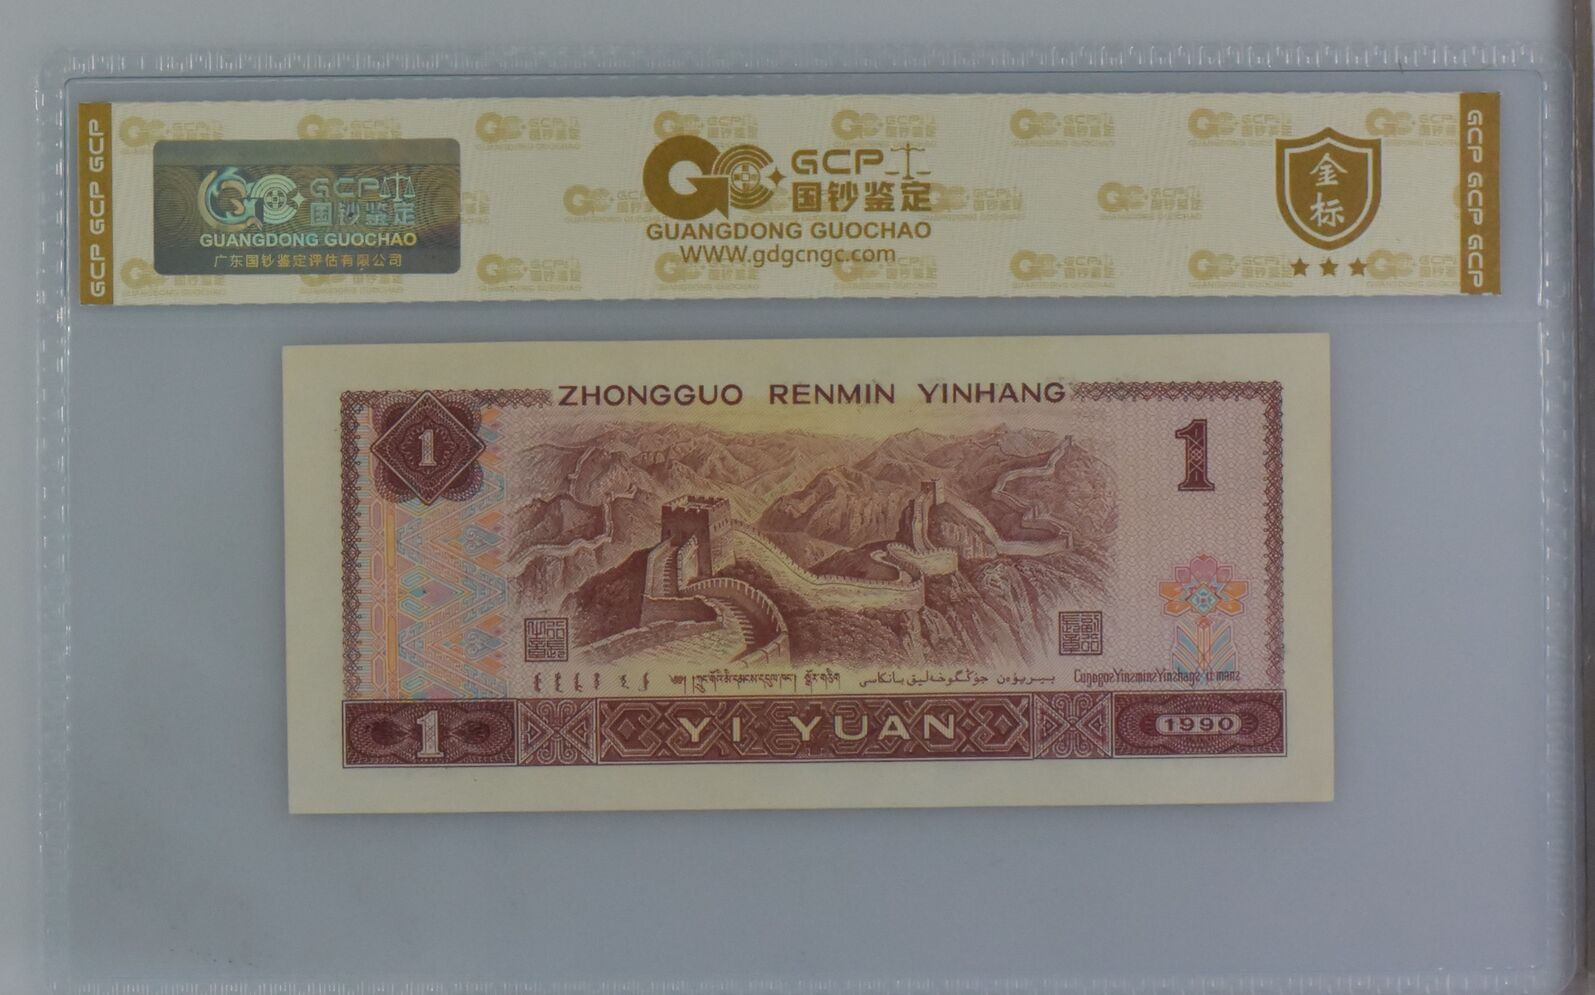 GCP GCP GCP
GCP
国钞鉴定
GUANGDONG GUOCHAO
广东国钞鉴定评估有限公司
GCP
国钞鉴定
GUANGDONG GUOCHAO
WWW.gdgcngc.com
金标
GCP GCP GCP
ZHONGGUO RENMIN YINHANG
1
1
1
YI YUAN
1990